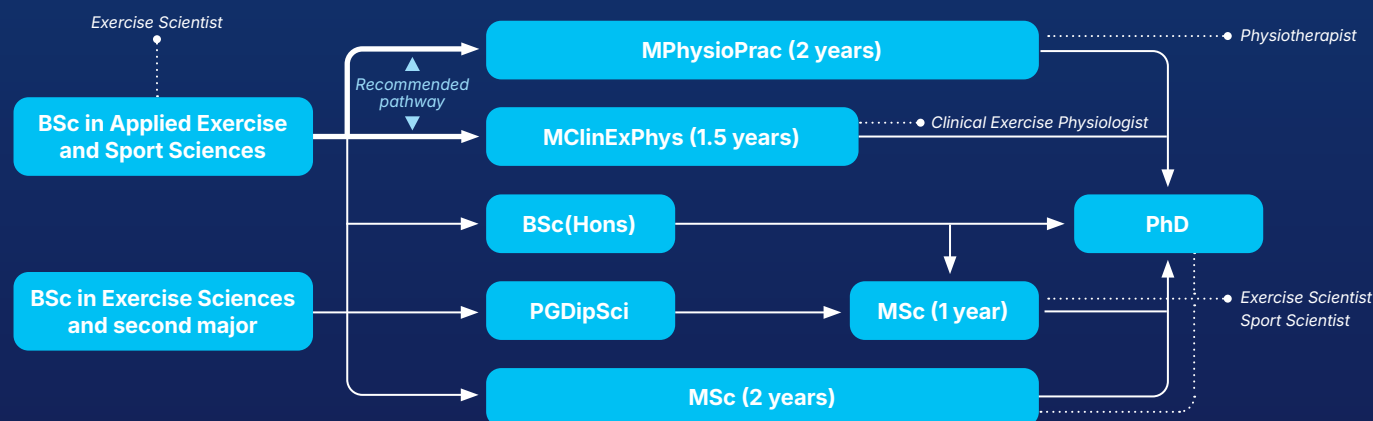 Exercise Scientist
MPhysioPrac (2 years)
Physiotherapist
Recommended
pathway
BSc in Applied Exercise
and Sport Sciences
MClinExPhys (1.5 years)
Clinical Exercise Physiologist
BSc(Hons)
PhD
BSc in Exercise Sciences
and second major
PGDipSci
MSc (1 year)
Exercise Scientist
Sport Scientist
MSc (2 years)